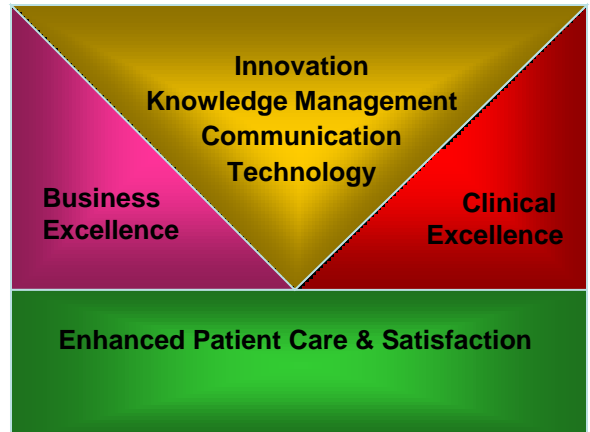 Innovation
Knowledge Management
Communication
Technology
Business
Excellence
Clinical
Excellence
Enhanced Patient Care & Satisfaction